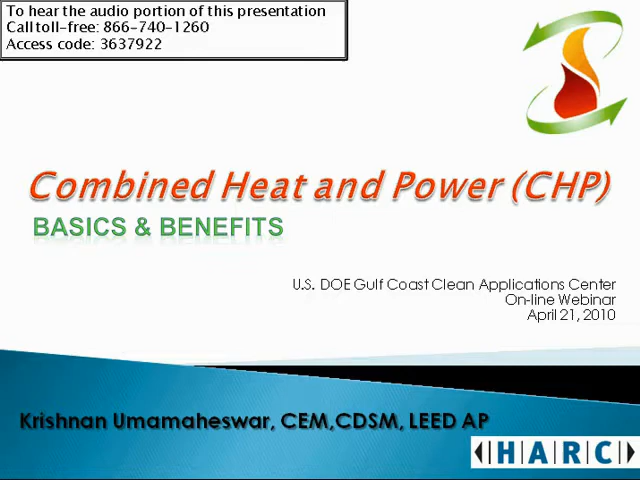 To hear the audio portion of this presentation
Call toll-free: 866-740-1260
Access code: 3637922
Combined Heat and Power (CHP)
BASICS & BENEFITS
U.S. DOE Gulf Coast Clean Applications Center
On-line Webinar
April 21, 2010
Krishnan Umamaheswar, CEM,CDSM, LEED AP
HARC